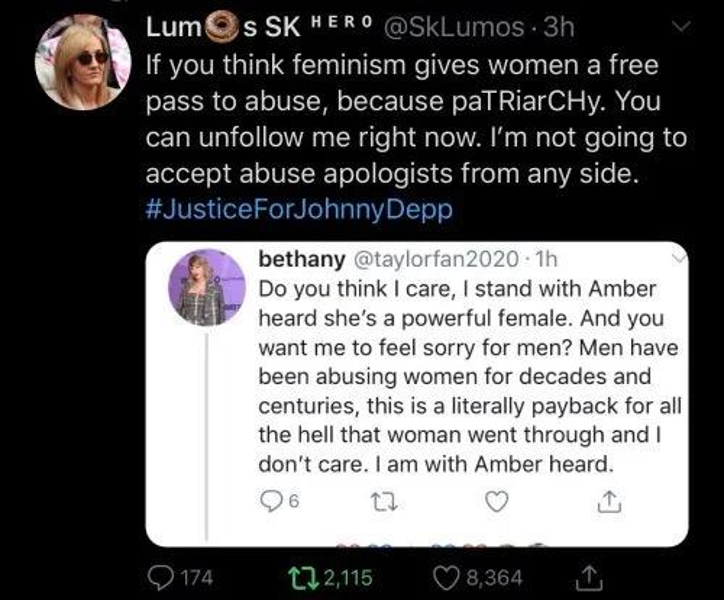 Lum🍩s SK ᴴᴱᴿᴼ @SkLumos · 3h
If you think feminism gives women a free
pass to abuse, because paTRiarCHy. You
can unfollow me right now. I'm not going to
accept abuse apologists from any side.
#JusticeForJohnnyDepp
bethany @taylorfan2020 · 1h
Do you think I care, I stand with Amber
heard she's a powerful female. And you
want me to feel sorry for men? Men have
been abusing women for decades and
centuries, this is a literally payback for all
the hell that woman went through and I
don't care. I am with Amber heard.
6
174 2,115 8,364